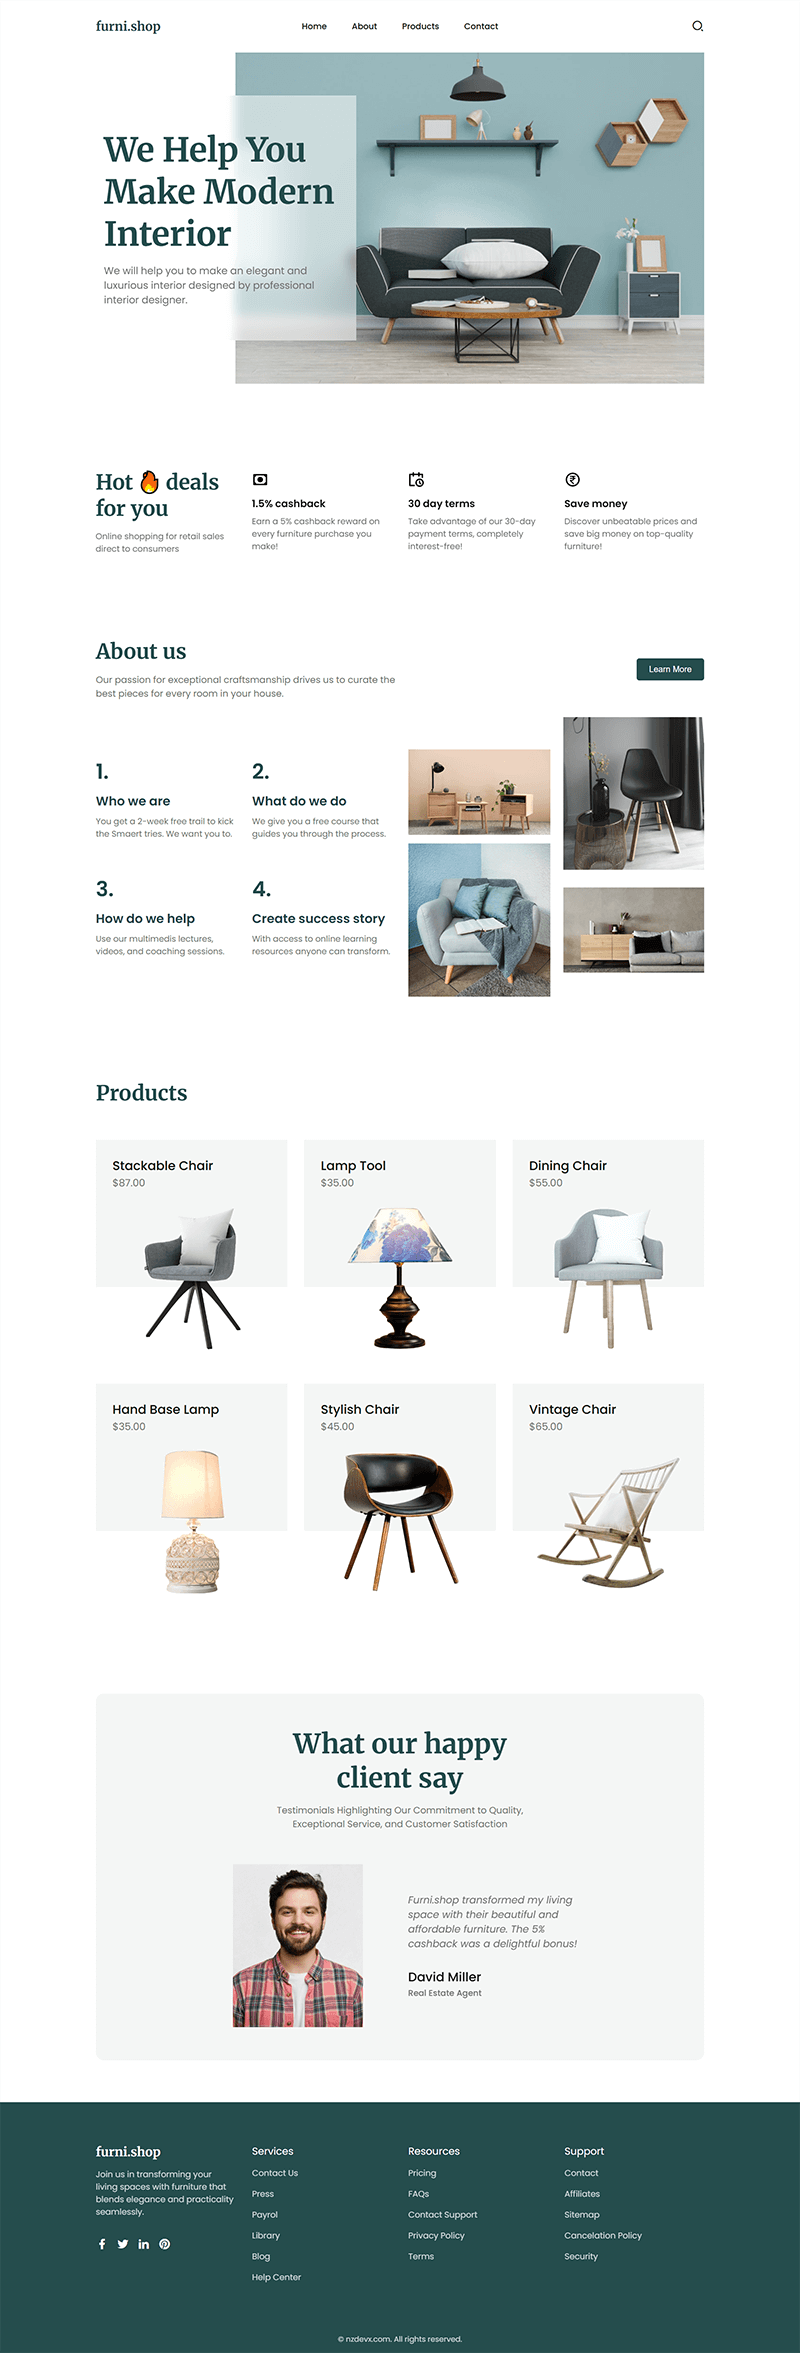 furni.shop
Home About Products Contact
We Help You
Make Modern
Interior
We will help you to make an elegant and
luxurious interior designed by professional
interior designer.
Hot 🔥 deals
for you
Online shopping for retail sales
direct to consumers
1.5% cashback
Earn a 5% cashback reward on
every furniture purchase you
make!
30 day terms
Take advantage of our 30-day
payment terms, completely
interest-free!
Save money
Discover unbeatable prices and
save big money on top-quality
furniture!
About us
Our passion for exceptional craftsmanship drives us to curate the
best pieces for every room in your house.
Learn More
1.
Who we are
You get a 2-week free trail to kick
the Smaert tries. We want you to.
2.
What do we do
We give you a free course that
guides you through the process.
3.
How do we help
Use our multimedis lectures,
videos, and coaching sessions.
4.
Create success story
With access to online learning
resources anyone can transform.
Products
Stackable Chair
$87.00
Lamp Tool
$35.00
Dining Chair
$55.00
Hand Base Lamp
$35.00
Stylish Chair
$45.00
Vintage Chair
$65.00
What our happy
client say
Testimonials Highlighting Our Commitment to Quality,
Exceptional Service, and Customer Satisfaction
Furni.shop transformed my living
space with their beautiful and
affordable furniture. The 5%
cashback was a delightful bonus!
David Miller
Real Estate Agent
furni.shop
Join us in transforming your
living spaces with furniture that
blends elegance and practicality
seamlessly.
Services
Contact Us
Press
Payrol
Library
Blog
Help Center
Resources
Pricing
FAQs
Contact Support
Privacy Policy
Terms
Support
Contact
Affiliates
Sitemap
Cancelation Policy
Security
© nzdevx.com. All rights reserved.